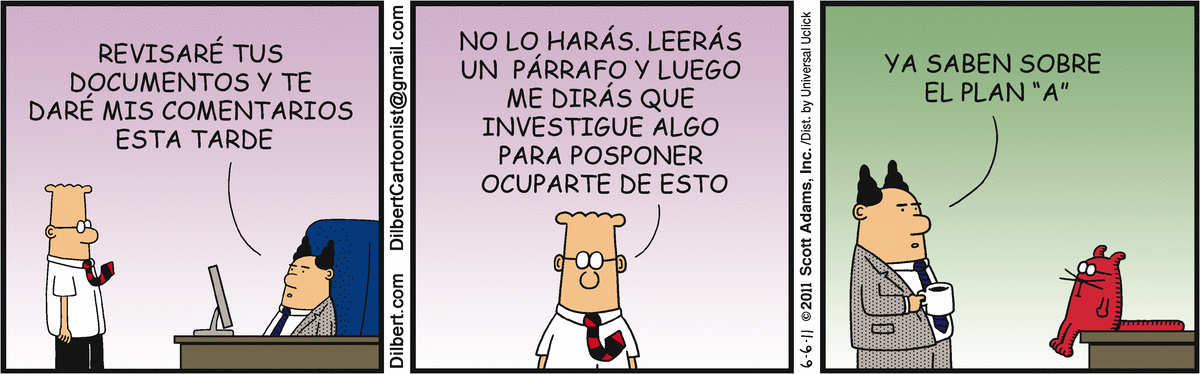 REVISARÉ TUS
DOCUMENTOS Y TE
DARÉ MIS COMENTARIOS
ESTA TARDE
Dilbert.com DilbertCartoonist@gmail.com
NO LO HARÁS. LEERÁS
UN PÁRRAFO Y LUEGO
ME DIRÁS QUE
INVESTIGUE ALGO
PARA POSPONER
OCUPARTE DE ESTO
6-6-11 ©2011 Scott Adams, Inc. /Dist. by Universal Uclick
YA SABEN SOBRE
EL PLAN “A”